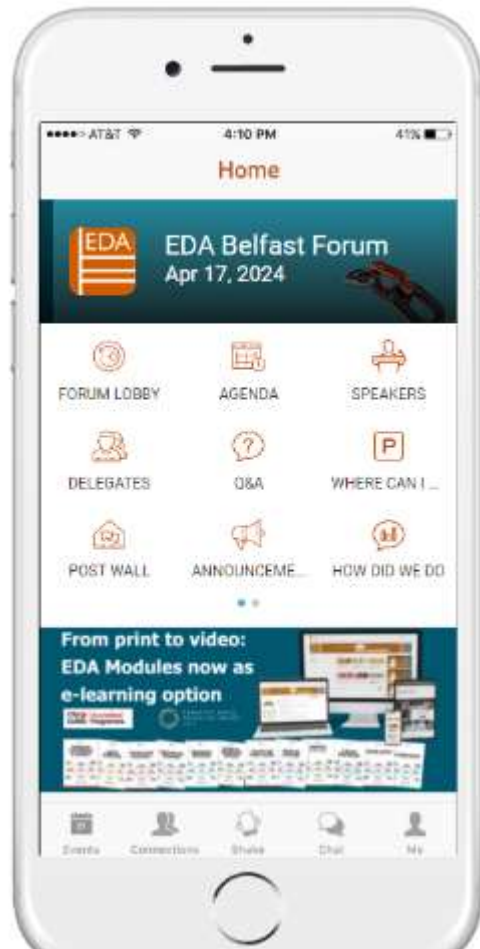 AT&T 4:10 PM 41%
Home
EDA
EDA Belfast Forum
Apr 17, 2024
FORUM LOBBY AGENDA SPEAKERS
DELEGATES Q&A WHERE CAN I ...
P
POST WALL ANNOUNCEME... HOW DID WE DO
From print to video:
EDA Modules now as
e-learning option
Events Connections Shake Chat Me